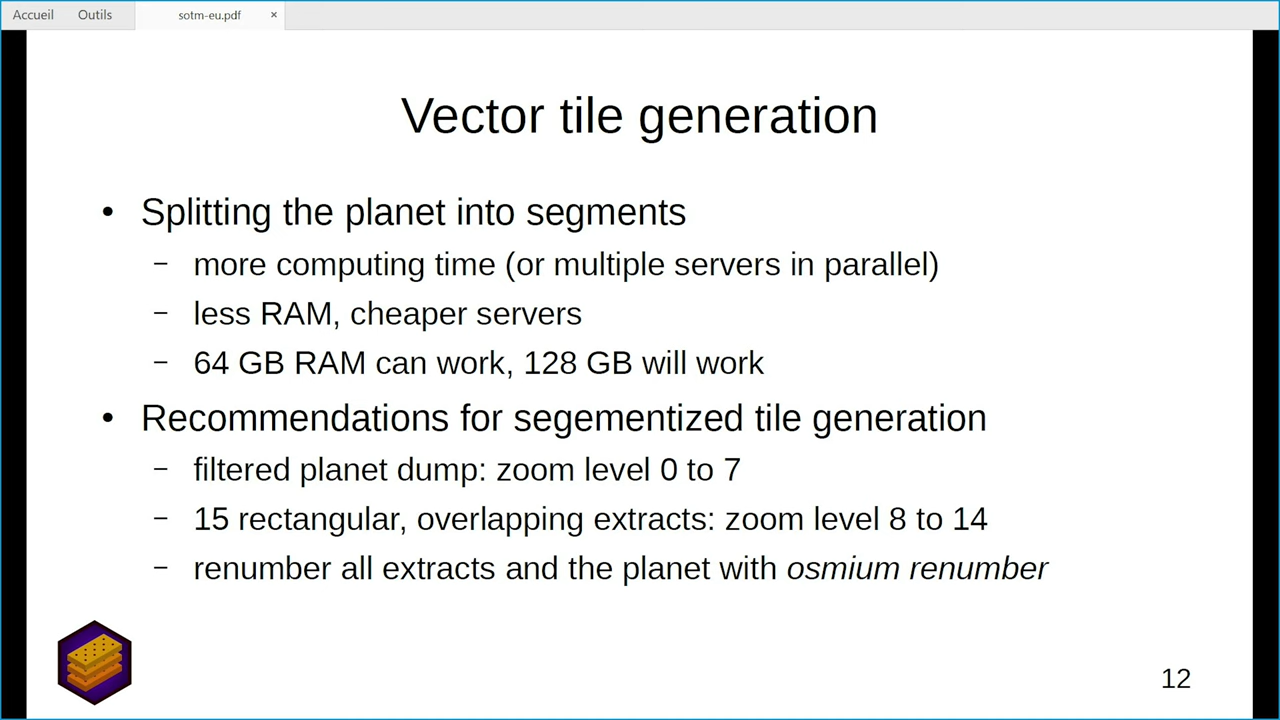 Accueil Outils sotm-eu.pdf ×
Vector tile generation
• Splitting the planet into segments
– more computing time (or multiple servers in parallel)
– less RAM, cheaper servers
– 64 GB RAM can work, 128 GB will work
• Recommendations for segementized tile generation
– filtered planet dump: zoom level 0 to 7
– 15 rectangular, overlapping extracts: zoom level 8 to 14
– renumber all extracts and the planet with osmium renumber
12